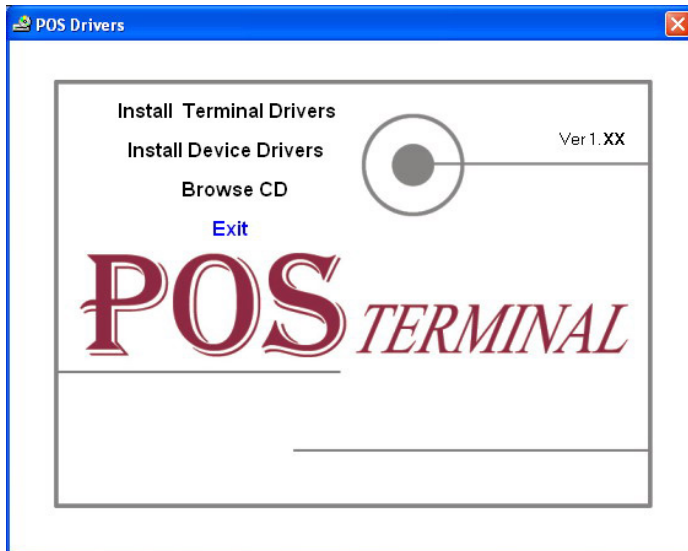 POS Drivers
Install Terminal Drivers
Ver 1.XX
Install Device Drivers
Browse CD
Exit
POS TERMINAL